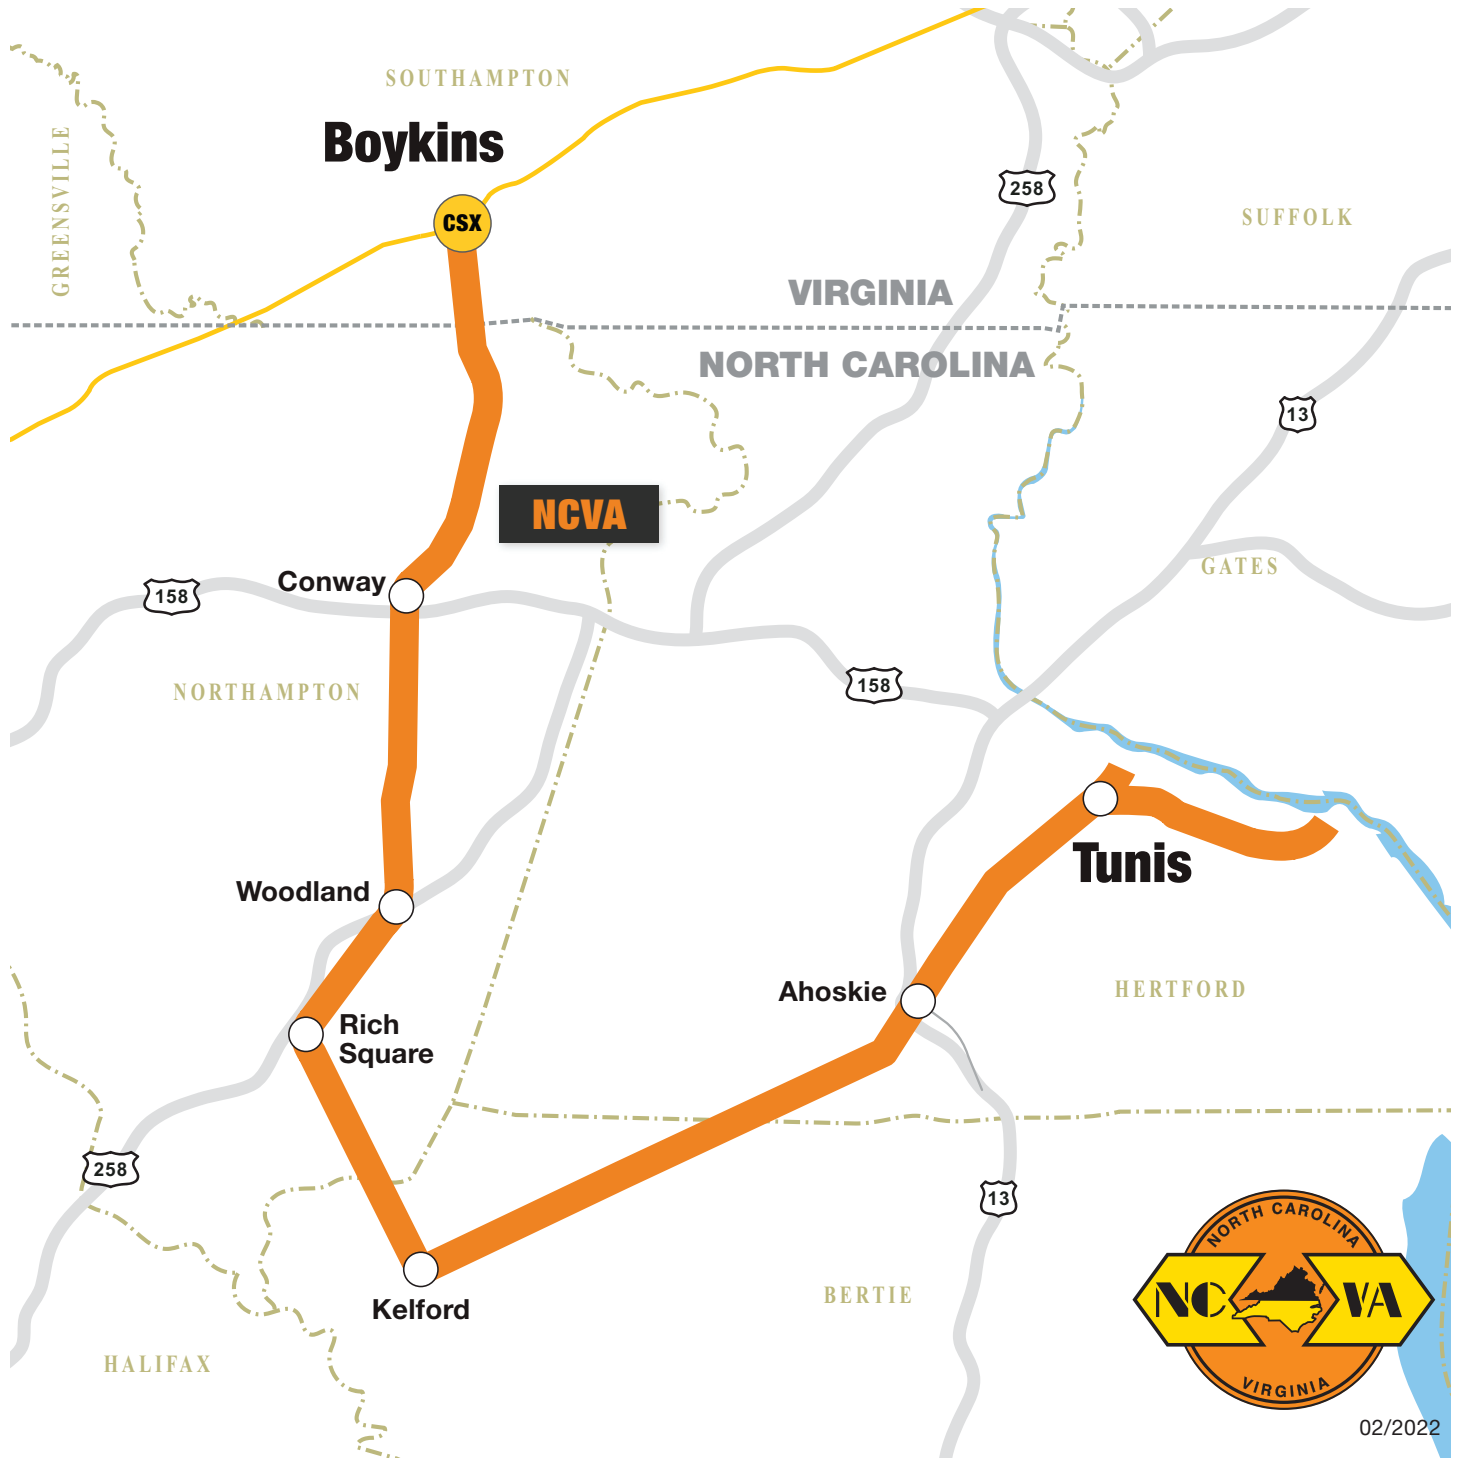 SOUTHAMPTON
Boykins
GREENSVILLE
CSX
258
SUFFOLK
VIRGINIA
NORTH CAROLINA
13
NCVA
GATES
Conway
158
158
NORTHAMPTON
Tunis
Woodland
Ahoskie
HERTFORD
Rich
Square
258
13
Kelford
BERTIE
HALIFAX
NORTH CAROLINA
NC VA
VIRGINIA
02/2022